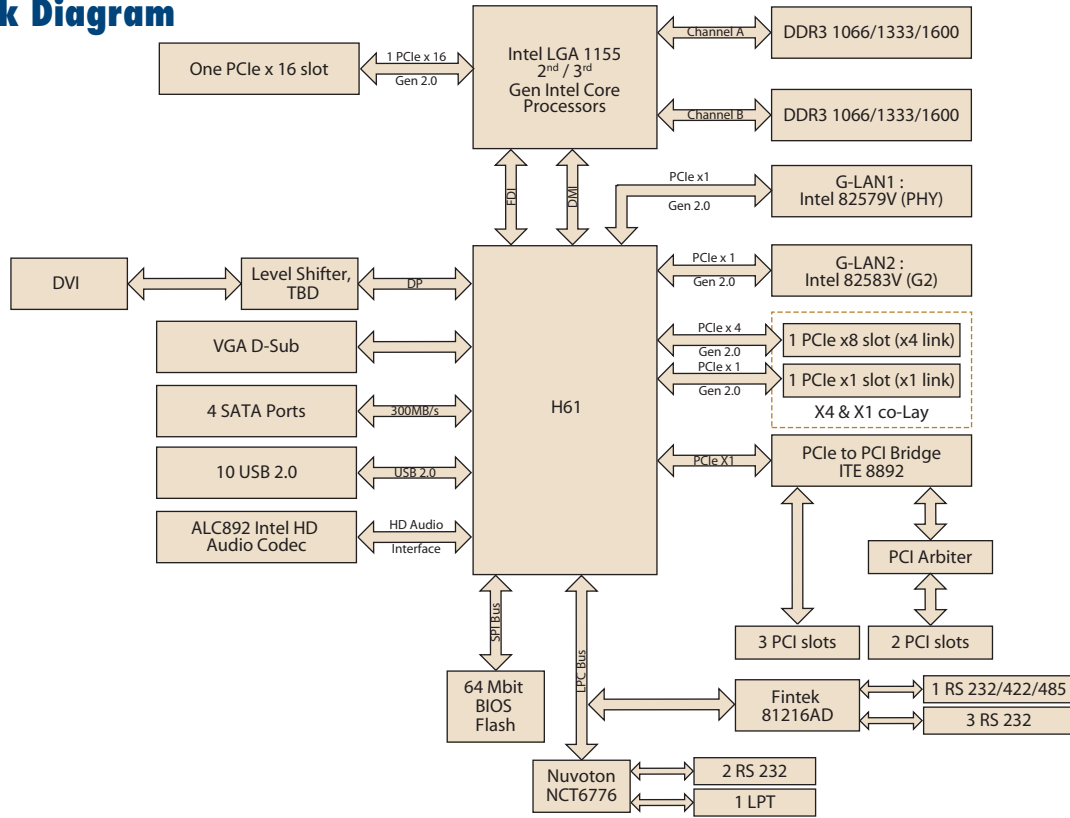 k Diagram
One PCIe x 16 slot
1 PCIe x 16
Gen 2.0
Intel LGA 1155
2nd / 3rd
Gen Intel Core
Processors
Channel A
DDR3 1066/1333/1600
Channel B
DDR3 1066/1333/1600
FDI
DMI
PCIe x1
Gen 2.0
G-LAN1 :
Intel 82579V (PHY)
DVI
Level Shifter,
TBD
DP
H61
PCIe x 1
Gen 2.0
G-LAN2 :
Intel 82583V (G2)
VGA D-Sub
PCIe x 4
Gen 2.0
1 PCIe x8 slot (x4 link)
PCIe x 1
Gen 2.0
1 PCIe x1 slot (x1 link)
X4 & X1 co-Lay
4 SATA Ports
300MB/s
10 USB 2.0
USB 2.0
PCIe X1
PCIe to PCI Bridge
ITE 8892
ALC892 Intel HD
Audio Codec
HD Audio
Interface
PCI Arbiter
3 PCI slots
2 PCI slots
SPI Bus
LPC Bus
64 Mbit
BIOS
Flash
Fintek
81216AD
1 RS 232/422/485
3 RS 232
Nuvoton
NCT6776
2 RS 232
1 LPT